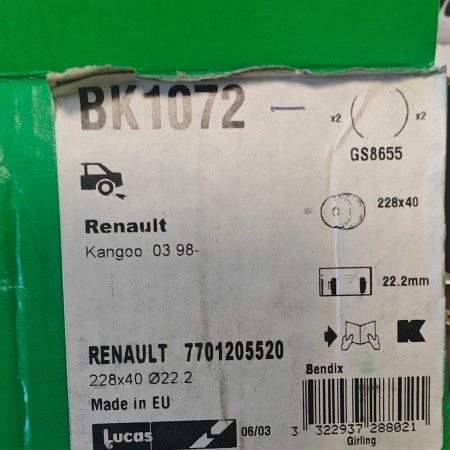 BK1072 —
x2 x2
GS8655
228x40
Renault
Kangoo 03 98-
22.2mm
K
RENAULT 7701205520
228x40 Ø22 2
Bendix
Made in EU
Lucas 06/03
3 322937 288021
Girling